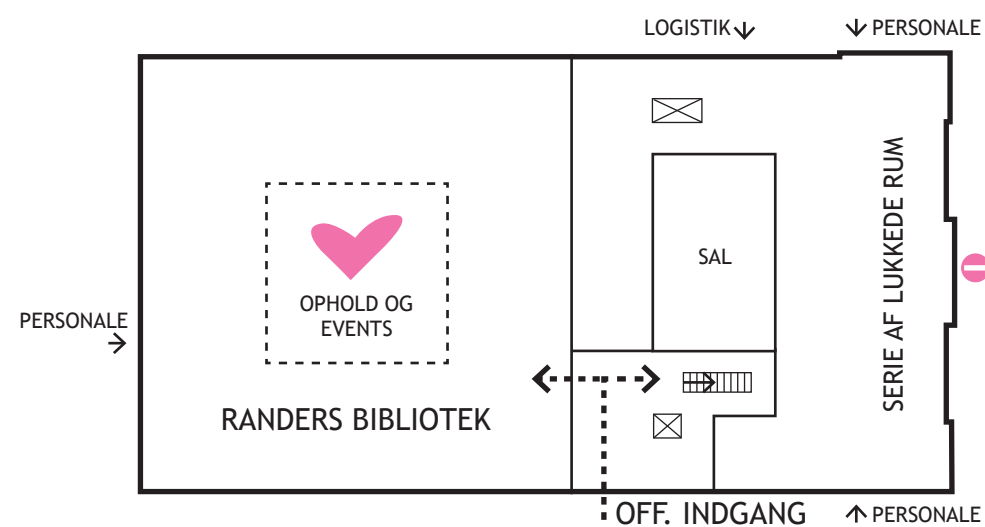 LOGISTIK
PERSONALE
SERIE AF LUKKEDE RUM
SAL
OPHOLD OG
EVENTS
PERSONALE
RANDERS BIBLIOTEK
OFF. INDGANG
PERSONALE